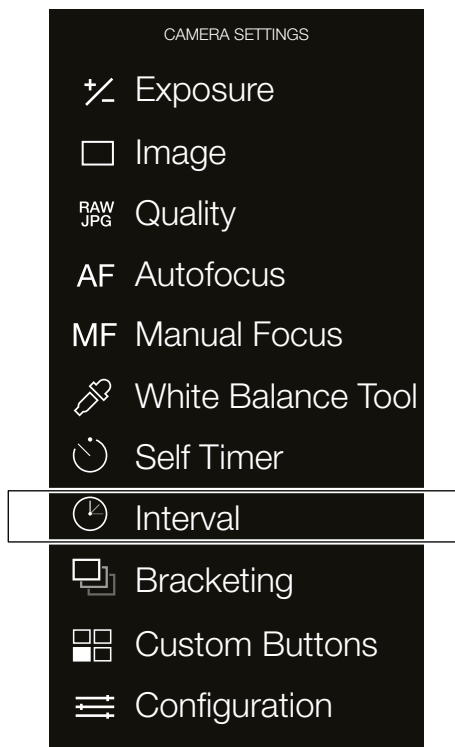 CAMERA SETTINGS
Exposure
Image
RAW JPG Quality
AF Autofocus
MF Manual Focus
White Balance Tool
Self Timer
Interval
Bracketing
Custom Buttons
Configuration